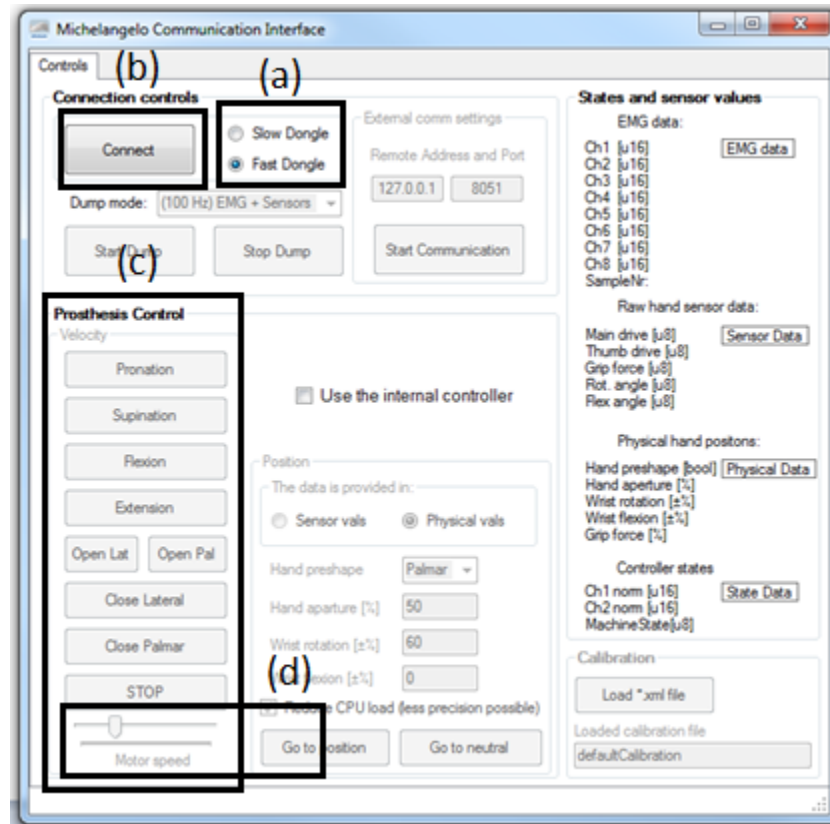 Michelangelo Communication Interface
Controls
(b)
(a)
Connection controls
Connect
Slow Dongle
Fast Dongle
External comm settings
Remote Address and Port
127.0.0.1 8051
Dump mode: (100 Hz) EMG + Sensors
Start Dump
Stop Dump
Start Communication
(c)
Prosthesis Control
Velocity
Pronation
Supination
Flexion
Extension
Open Lat Open Pal
Close Lateral
Close Palmar
STOP
Motor speed
Use the internal controller
Position
The data is provided in:
Sensor vals Physical vals
Hand preshape Palmar
Hand aparture [%] 50
Wrist rotation [±%] 60
(d)
flexion [±%] 0
Reduce CPU load (less precision possible)
Go to position Go to neutral
States and sensor values
EMG data:
Ch1 [u16] EMG data
Ch2 [u16]
Ch3 [u16]
Ch4 [u16]
Ch5 [u16]
Ch6 [u16]
Ch7 [u16]
Ch8 [u16]
SampleNr:
Raw hand sensor data:
Main drive [u8] Sensor Data
Thumb drive [u8]
Grip force [u8]
Rot. angle [u8]
Flex angle [u8]
Physical hand positons:
Hand preshape [bool] Physical Data
Hand aperture [%]
Wrist rotation [±%]
Wrist flexion [±%]
Grip force [%]
Controller states
Ch1 norm [u16] State Data
Ch2 norm [u16]
MachineState[u8]
Calibration
Load *.xml file
Loaded calibration file
defaultCalibration